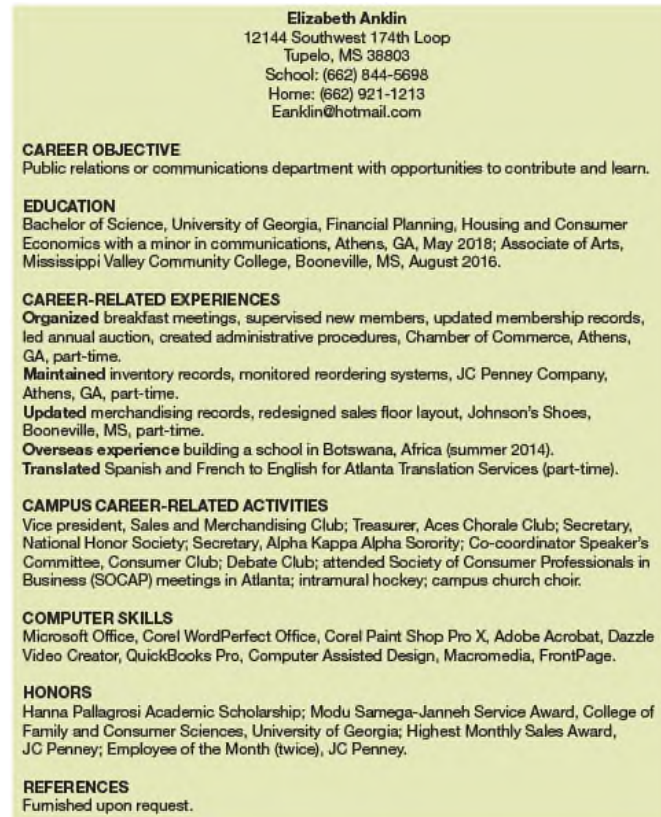 Elizabeth Anklin
12144 Southwest 174th Loop
Tupelo, MS 38803
School: (662) 844-5698
Home: (662) 921-1213
Eanklin@hotmail.com
CAREER OBJECTIVE
Public relations or communications department with opportunities to contribute and learn.
EDUCATION
Bachelor of Science, University of Georgia, Financial Planning, Housing and Consumer
Economics with a minor in communications, Athens, GA, May 2018; Associate of Arts,
Mississippi Valley Community College, Booneville, MS, August 2016.
CAREER-RELATED EXPERIENCES
Organized breakfast meetings, supervised new members, updated membership records,
led annual auction, created administrative procedures, Chamber of Commerce, Athens,
GA, part-time.
Maintained inventory records, monitored reordering systems, JC Penney Company,
Athens, GA, part-time.
Updated merchandising records, redesigned sales floor layout, Johnson's Shoes,
Booneville, MS, part-time.
Overseas experience building a school in Botswana, Africa (summer 2014).
Translated Spanish and French to English for Atlanta Translation Services (part-time).
CAMPUS CAREER-RELATED ACTIVITIES
Vice president, Sales and Merchandising Club; Treasurer, Aces Chorale Club; Secretary,
National Honor Society; Secretary, Alpha Kappa Alpha Sorority; Co-coordinator Speaker's
Committee, Consumer Club; Debate Club; attended Society of Consumer Professionals in
Business (SOCAP) meetings in Atlanta; intramural hockey; campus church choir.
COMPUTER SKILLS
Microsoft Office, Corel WordPerfect Office, Corel Paint Shop Pro X, Adobe Acrobat, Dazzle
Video Creator, QuickBooks Pro, Computer Assisted Design, Macromedia, FrontPage.
HONORS
Hanna Pallagrosi Academic Scholarship; Modu Samega-Janneh Service Award, College of
Family and Consumer Sciences, University of Georgia; Highest Monthly Sales Award,
JC Penney; Employee of the Month (twice), JC Penney.
REFERENCES
Furnished upon request.